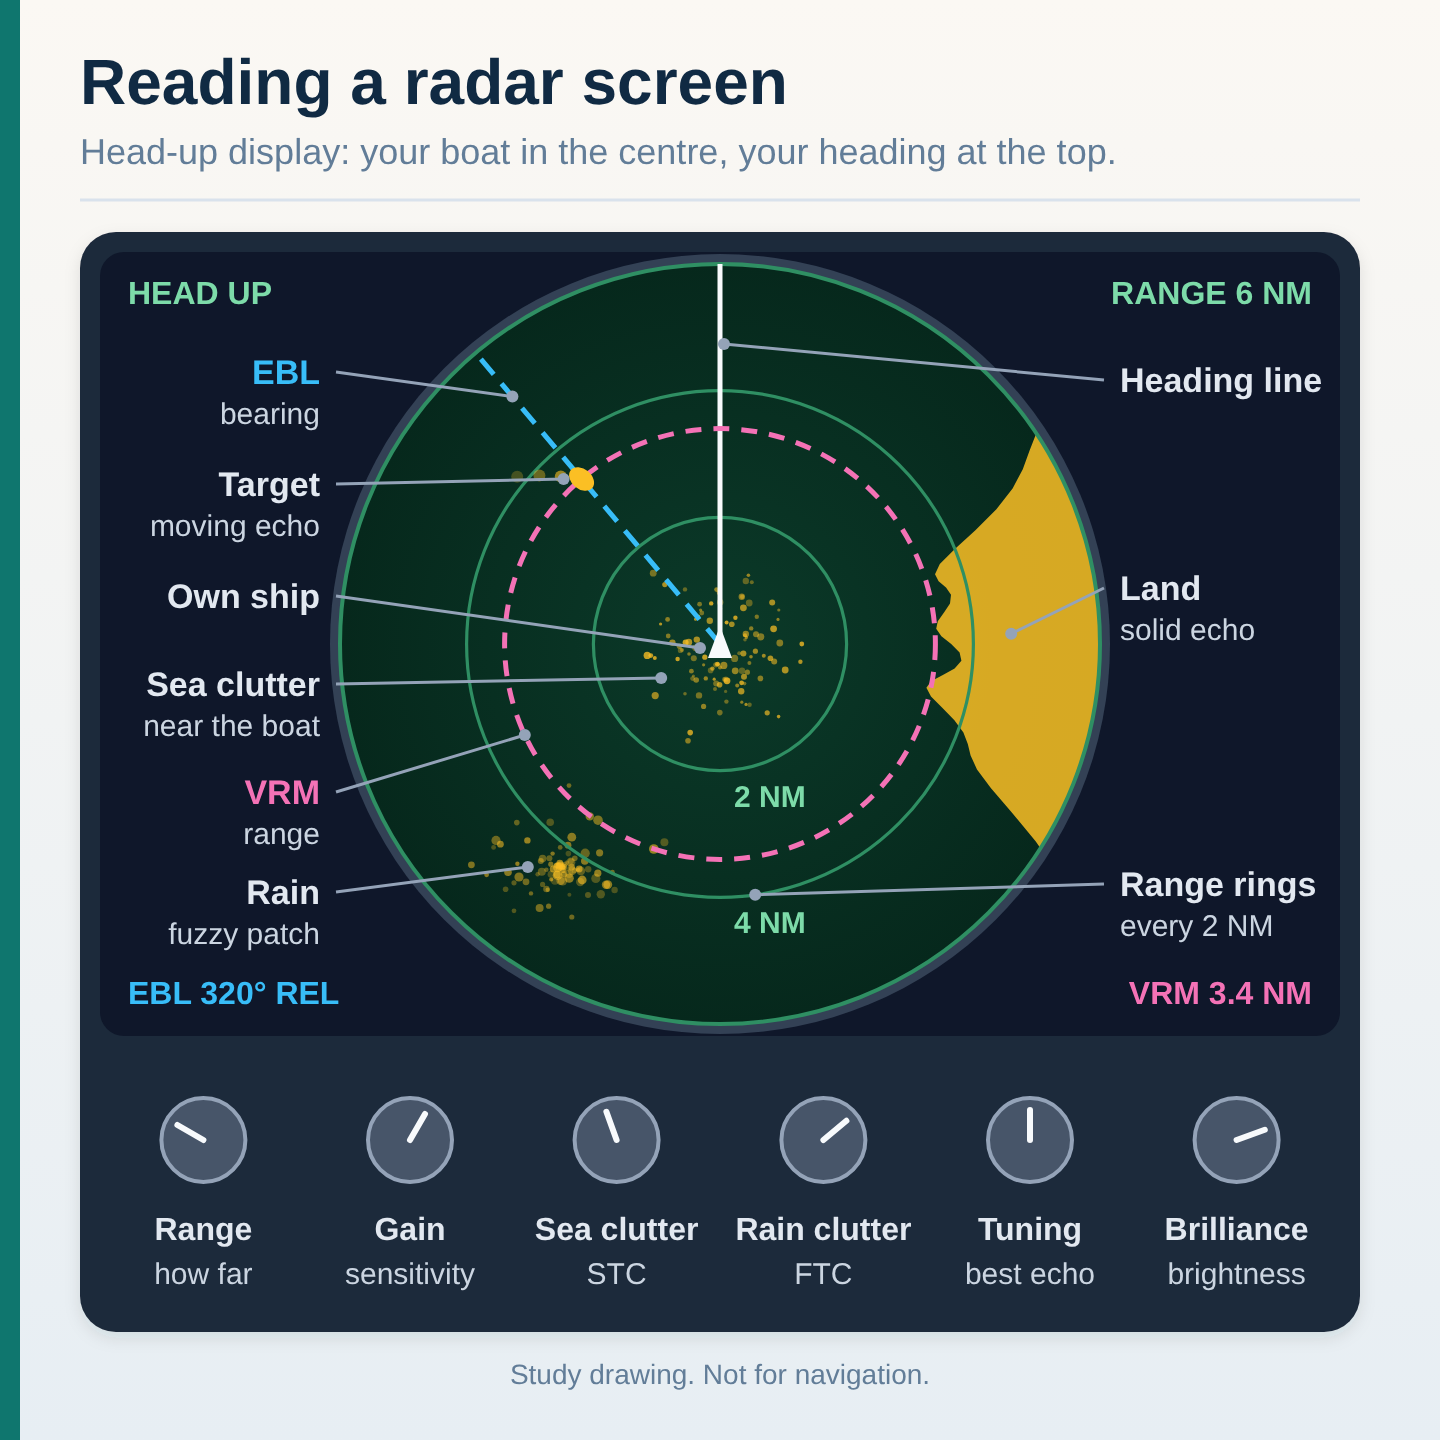 Reading a radar screen
Head-up display: your boat in the centre, your heading at the top.
HEAD UP
RANGE 6 NM
EBL
bearing
Heading line
Target
moving echo
Own ship
Land
solid echo
Sea clutter
near the boat
VRM
range
2 NM
Rain
fuzzy patch
Range rings
every 2 NM
4 NM
EBL 320° REL
VRM 3.4 NM
Range
how far
Gain
sensitivity
Sea clutter
STC
Rain clutter
FTC
Tuning
best echo
Brilliance
brightness
Study drawing. Not for navigation.